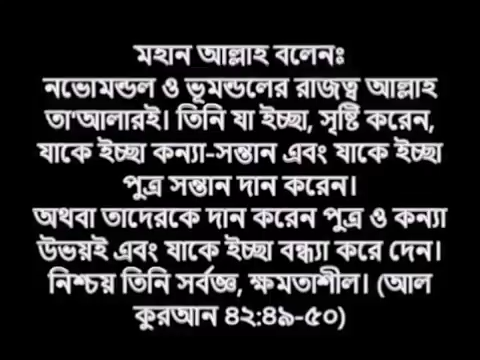 মহান আল্লাহ বলেনঃ
নভোমন্ডল ও ভূমন্ডলের রাজত্ব আল্লাহ
তা'আলারই। তিনি যা ইচ্ছা, সৃষ্টি করেন,
যাকে ইচ্ছা কন্যা-সন্তান এবং যাকে ইচ্ছা
পুত্র সন্তান দান করেন।
অথবা তাদেরকে দান করেন পুত্র ও কন্যা
উভয়ই এবং যাকে ইচ্ছা বন্ধ্যা করে দেন।
নিশ্চয় তিনি সর্বজ্ঞ, ক্ষমতাশীল। (আল
কুরআন ৪২:৪৯-৫০)